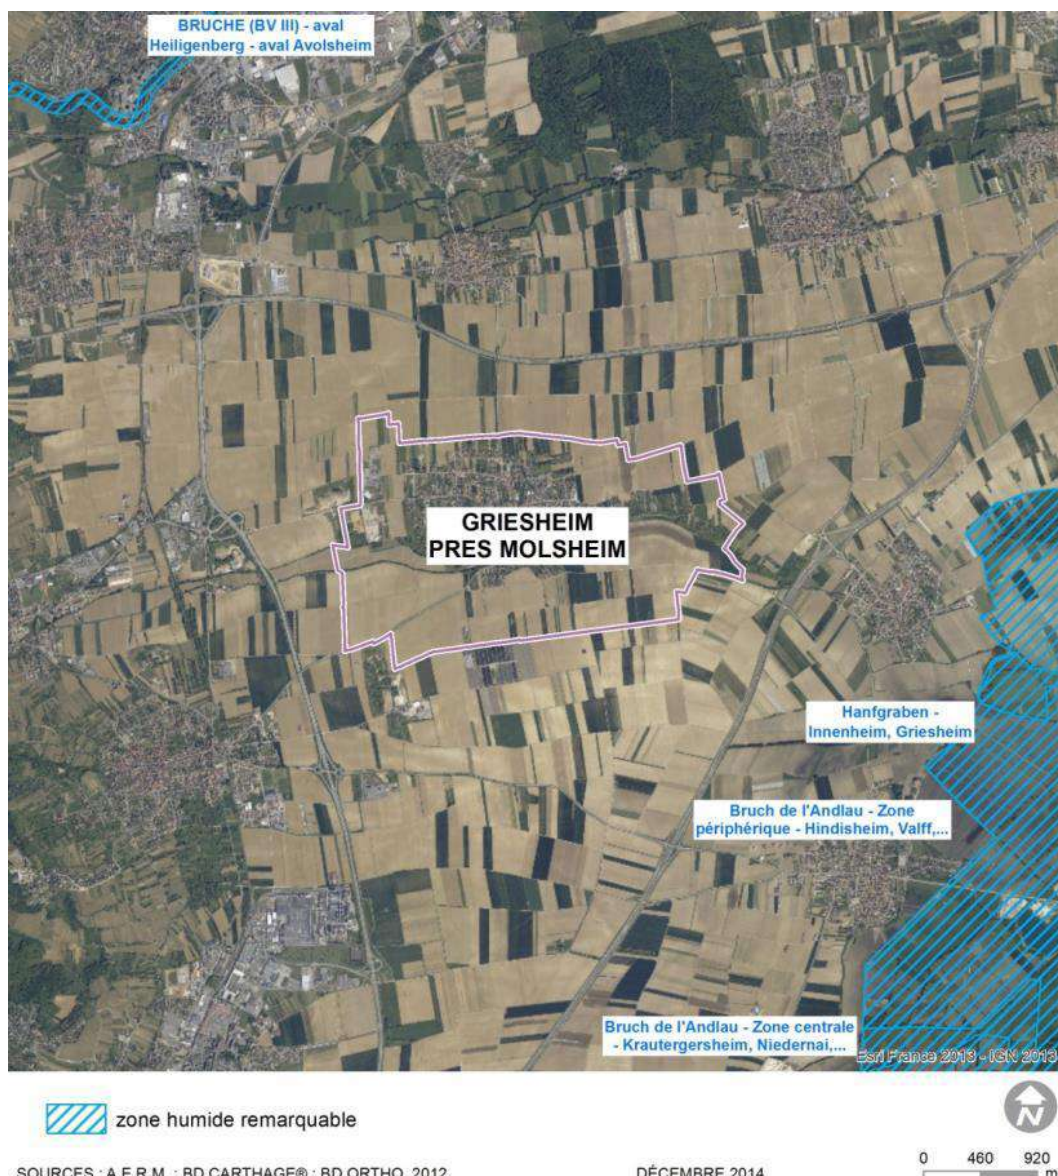 BRUCHE (BV III) - aval
Heiligenberg - aval Avolsheim
GRIESHEIM
PRES MOLSHEIM
Hanfgraben -
Innenheim, Griesheim
Bruch de l'Andlau - Zone
périphérique - Hindisheim, Valff,...
Bruch de l'Andlau - Zone centrale
- Krautergersheim, Niedernai,...
Esri France 2013 - IGN 2013
zone humide remarquable
N
SOURCES : A.E.R.M. ; BD CARTHAGE® ; BD ORTHO, 2012
DÉCEMBRE 2014
0 460 920
m